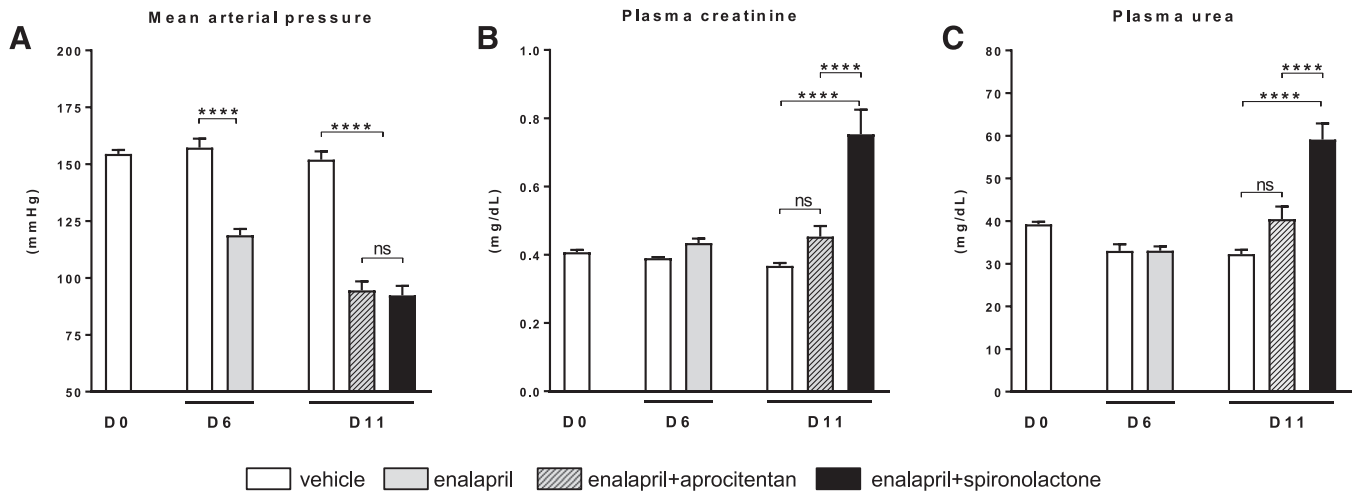 Mean arterial pressure
A
200
175
150
125
100
75
50
(mmHg)
****
****
ns
D0
D6
D11
Plasma creatinine
B
1.0
0.8
0.6
0.4
0.2
0.0
(mg/dL)
****
****
ns
D0
D6
D11
Plasma urea
C
80
70
60
50
40
30
20
10
0
(mg/dL)
****
****
ns
D0
D6
D11
vehicle enalapril enalapril+aprocitentan enalapril+spironolactone